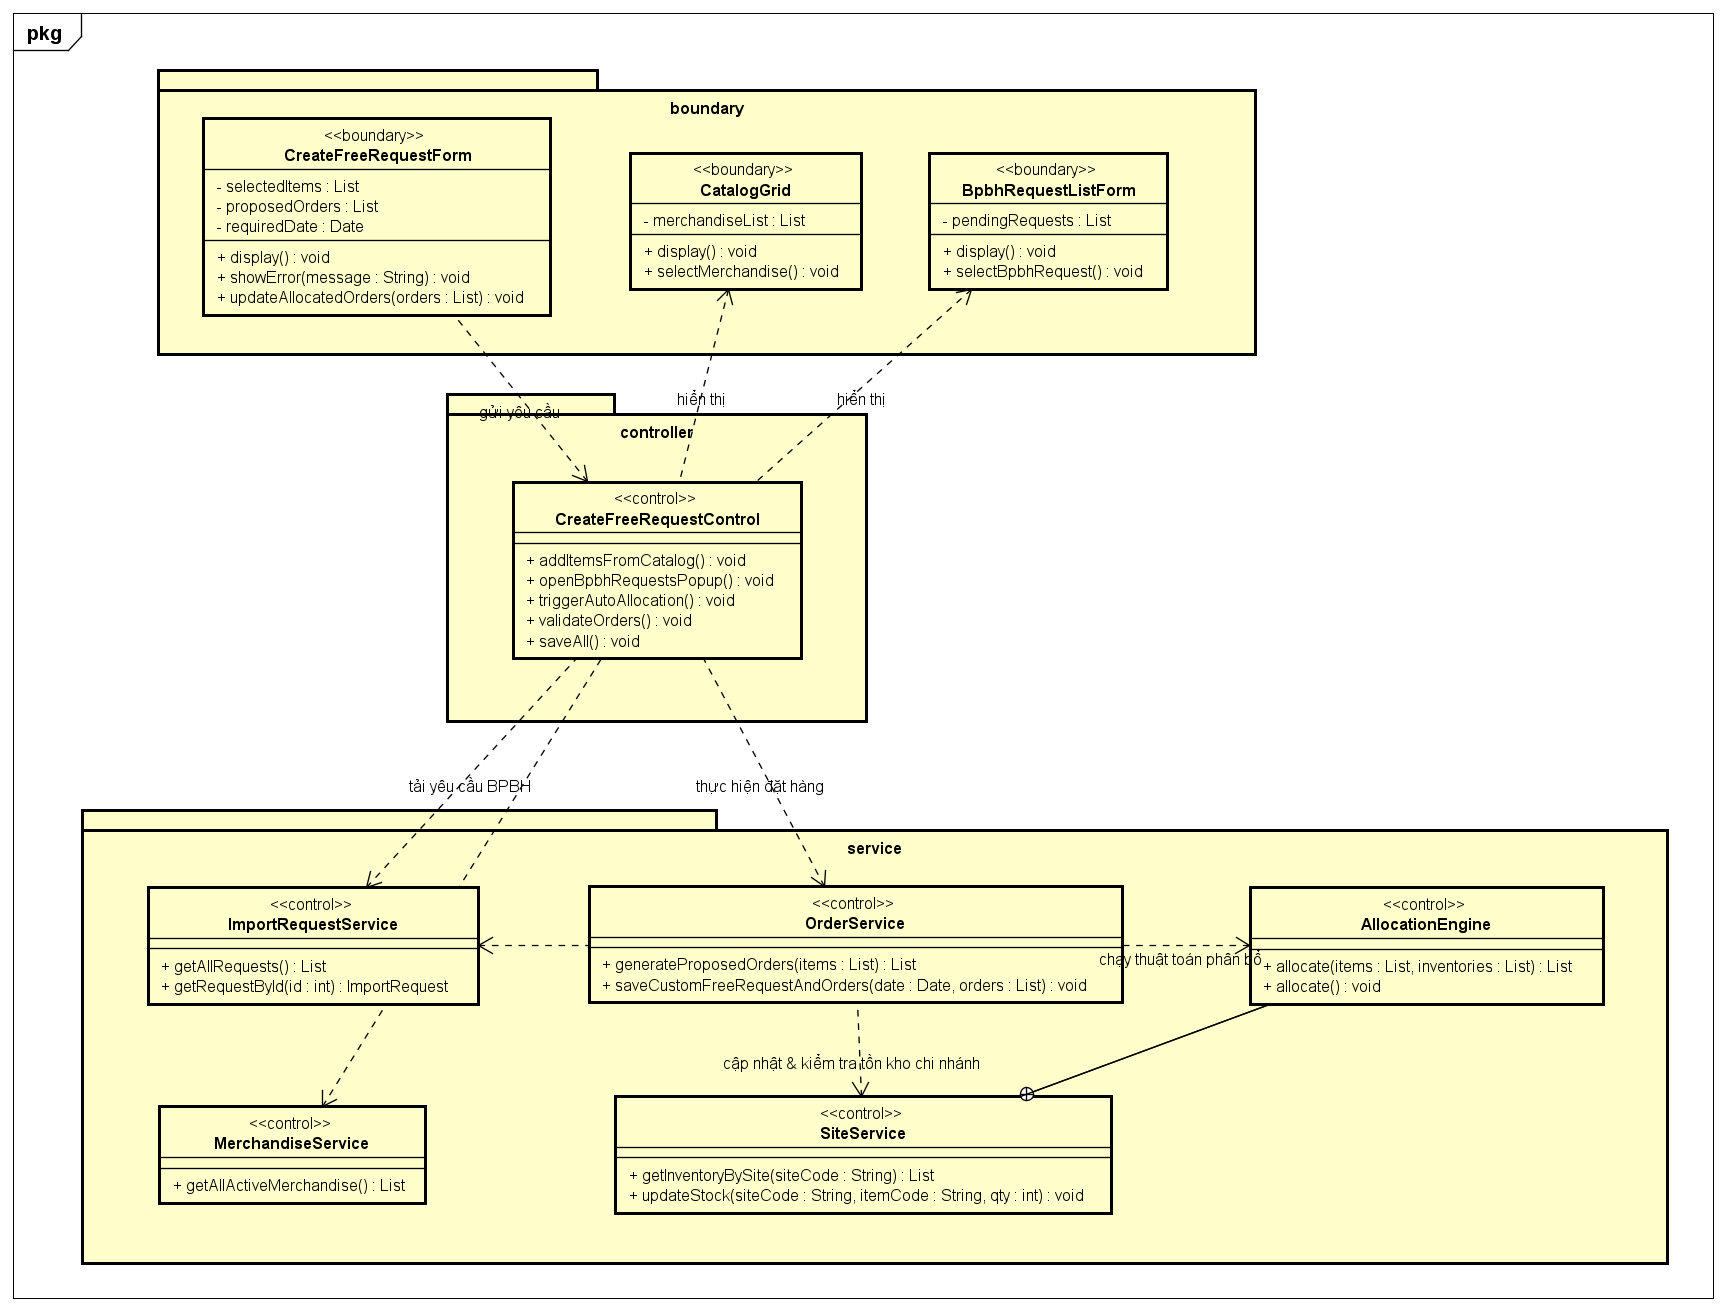 pkg
boundary
<<boundary>>
CreateFreeRequestForm
- selectedItems : List
- proposedOrders : List
- requiredDate : Date
+ display() : void
+ showError(message : String) : void
+ updateAllocatedOrders(orders : List) : void
<<boundary>>
CatalogGrid
- merchandiseList : List
+ display() : void
+ selectMerchandise() : void
<<boundary>>
BpbhRequestListForm
- pendingRequests : List
+ display() : void
+ selectBpbhRequest() : void
gửi yêu cầu
hiển thị
hiển thị
controller
<<control>>
CreateFreeRequestControl
+ addItemsFromCatalog() : void
+ openBpbhRequestsPopup() : void
+ triggerAutoAllocation() : void
+ validateOrders() : void
+ saveAll() : void
tải yêu cầu BPBH
thực hiện đặt hàng
service
<<control>>
ImportRequestService
+ getAllRequests() : List
+ getRequestById(id : int) : ImportRequest
<<control>>
OrderService
+ generateProposedOrders(items : List) : List
+ saveCustomFreeRequestAndOrders(date : Date, orders : List) : void
chạy thuật toán phân bổ
<<control>>
AllocationEngine
+ allocate(items : List, inventories : List) : List
+ allocate() : void
cập nhật & kiểm tra tồn kho chi nhánh
<<control>>
MerchandiseService
+ getAllActiveMerchandise() : List
<<control>>
SiteService
+ getInventoryBySite(siteCode : String) : List
+ updateStock(siteCode : String, itemCode : String, qty : int) : void